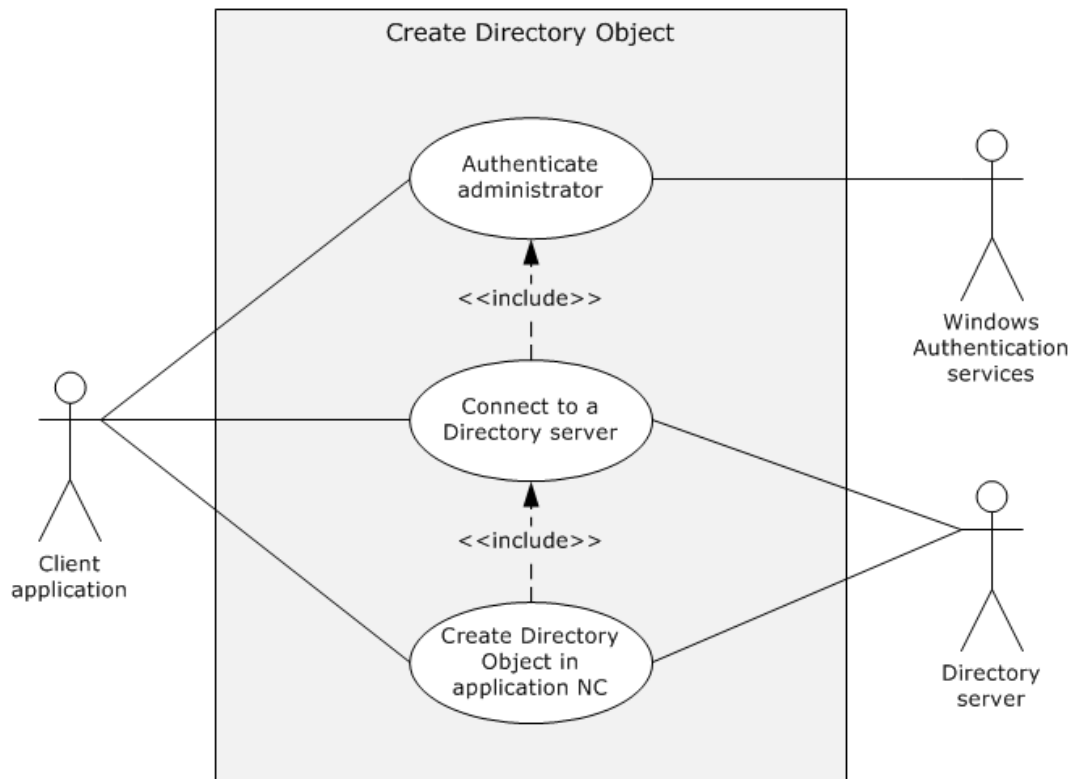 Create Directory Object
Authenticate
administrator
<<include>>
Windows
Authentication
services
Connect to a
Directory server
Client
application
<<include>>
Create Directory
Object in
application NC
Directory
server